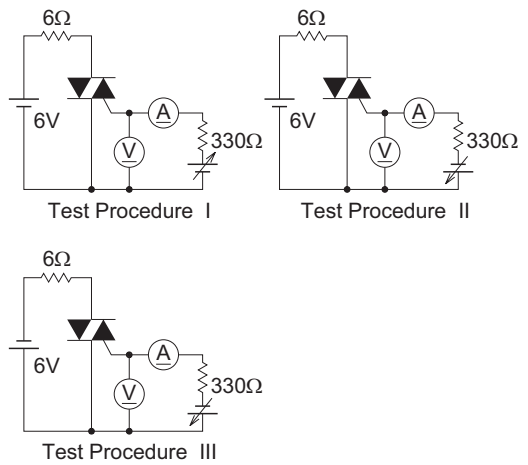 6Ω
6V
A
V
330Ω
Test Procedure I
6Ω
6V
A
V
330Ω
Test Procedure II
6Ω
6V
A
V
330Ω
Test Procedure III